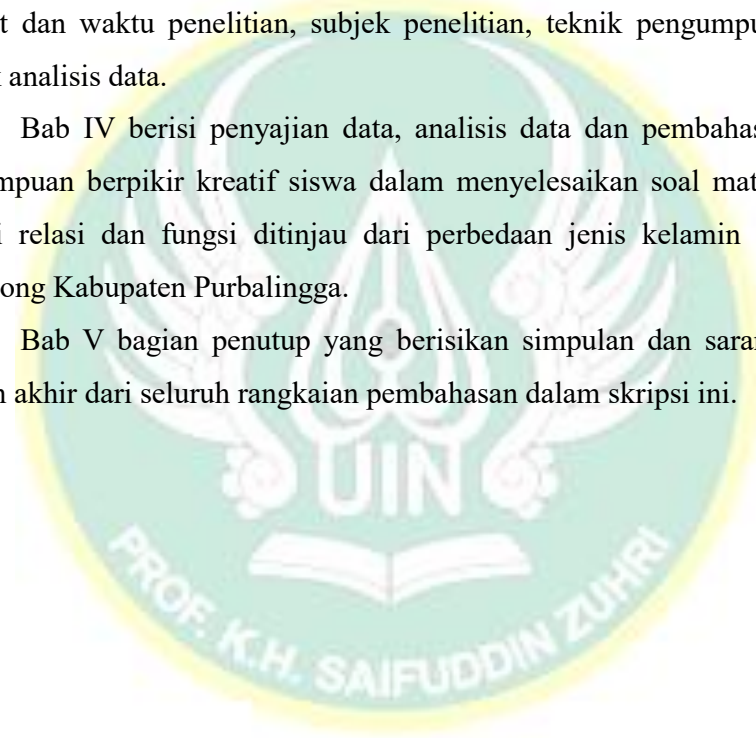 t dan waktu penelitian, subjek penelitian, teknik pengumpu
analisis data.
Bab IV berisi penyajian data, analisis data dan pembahas
mpuan berpikir kreatif siswa dalam menyelesaikan soal mat
i relasi dan fungsi ditinjau dari perbedaan jenis kelamin
ong Kabupaten Purbalingga.
Bab V bagian penutup yang berisikan simpulan dan sara
n akhir dari seluruh rangkaian pembahasan dalam skripsi ini.
UIN
PROF. K.H. SAIFUDDIN ZUHRI